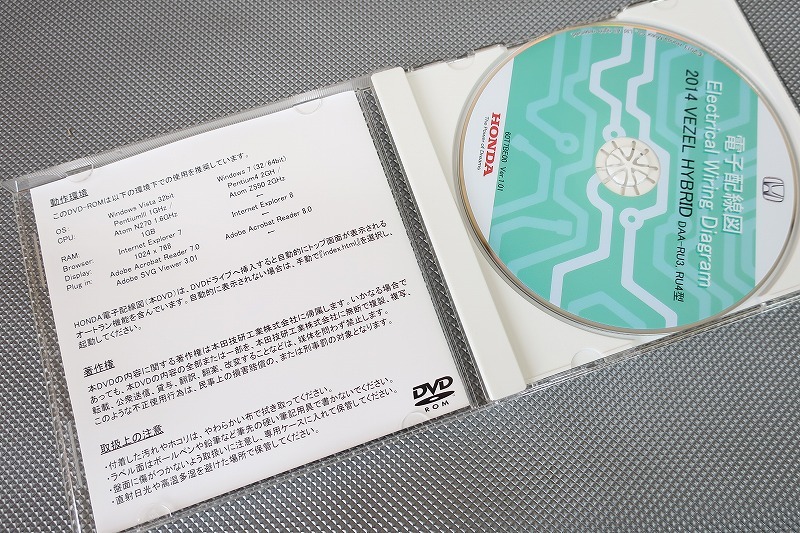 動作環境
このDVD-ROMは以下の環境下での使用を推奨しています。
OS: Windows Vista 32bit Windows 7 (32/64bit)
CPU: PentiumIII 1GHz / Pentium4 2GH /
Atom N270 1.6GHz Atom Z550 2GHz
RAM: 1GB ー
Browser: Internet Explorer 7 Internet Explorer 8
Display: 1024 x 768 ー
Plug in: Adobe Acrobat Reader 7.0 Adobe Acrobat Reader 8.0
Adobe SVG Viewer 3.01 ー
HONDA電子配線図(本DVD)は、DVDドライブへ挿入すると自動的にトップ画面が表示される
オートラン機能を含んでいます。自動的に表示されない場合は、手動で『index.html』を選択し、
起動してください。
著作権
本DVDの内容に関する著作権は本田技研工業株式会社に帰属します。いかなる場合で
あっても、本DVDの内容の全部または一部を、本田技研工業株式会社に無断で複製、複写、
転載、公衆送信、貸与、翻訳、翻案、改変することなどは、媒体を問わず禁止します。
このような不正使用行為は、民事上の損害賠償の、または刑事罰の対象となります。
取扱上の注意
・付着した汚れやホコリは、やわらかい布で拭き取ってください。
・ラベル面はボールペンや鉛筆など筆先の硬い筆記用具で書かないでください。
・盤面に傷がつかないよう取扱いに注意し、専用ケースに入れて保管してください。
・直射日光や高温多湿を避けた場所で保管してください。
DVD
ROM
電子配線図
Electrical Wiring Diagram
2014 VEZEL HYBRID DAA-RU3, RU4型
HONDA
The Power of Dreams
60T7BE00 Ver.1.01